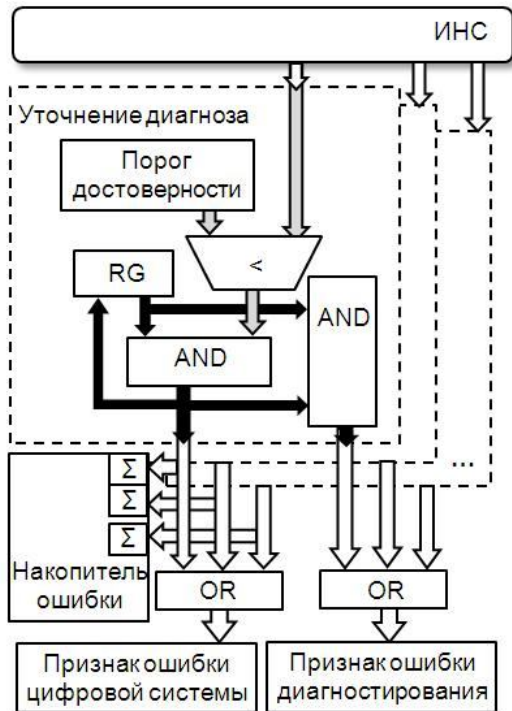 ИНС
Уточнение диагноза
Порог
достоверности
<
RG
AND
AND
...
Σ
Σ
Σ
Накопитель
ошибки
OR
OR
Признак ошибки
цифровой системы
Признак ошибки
диагностирования